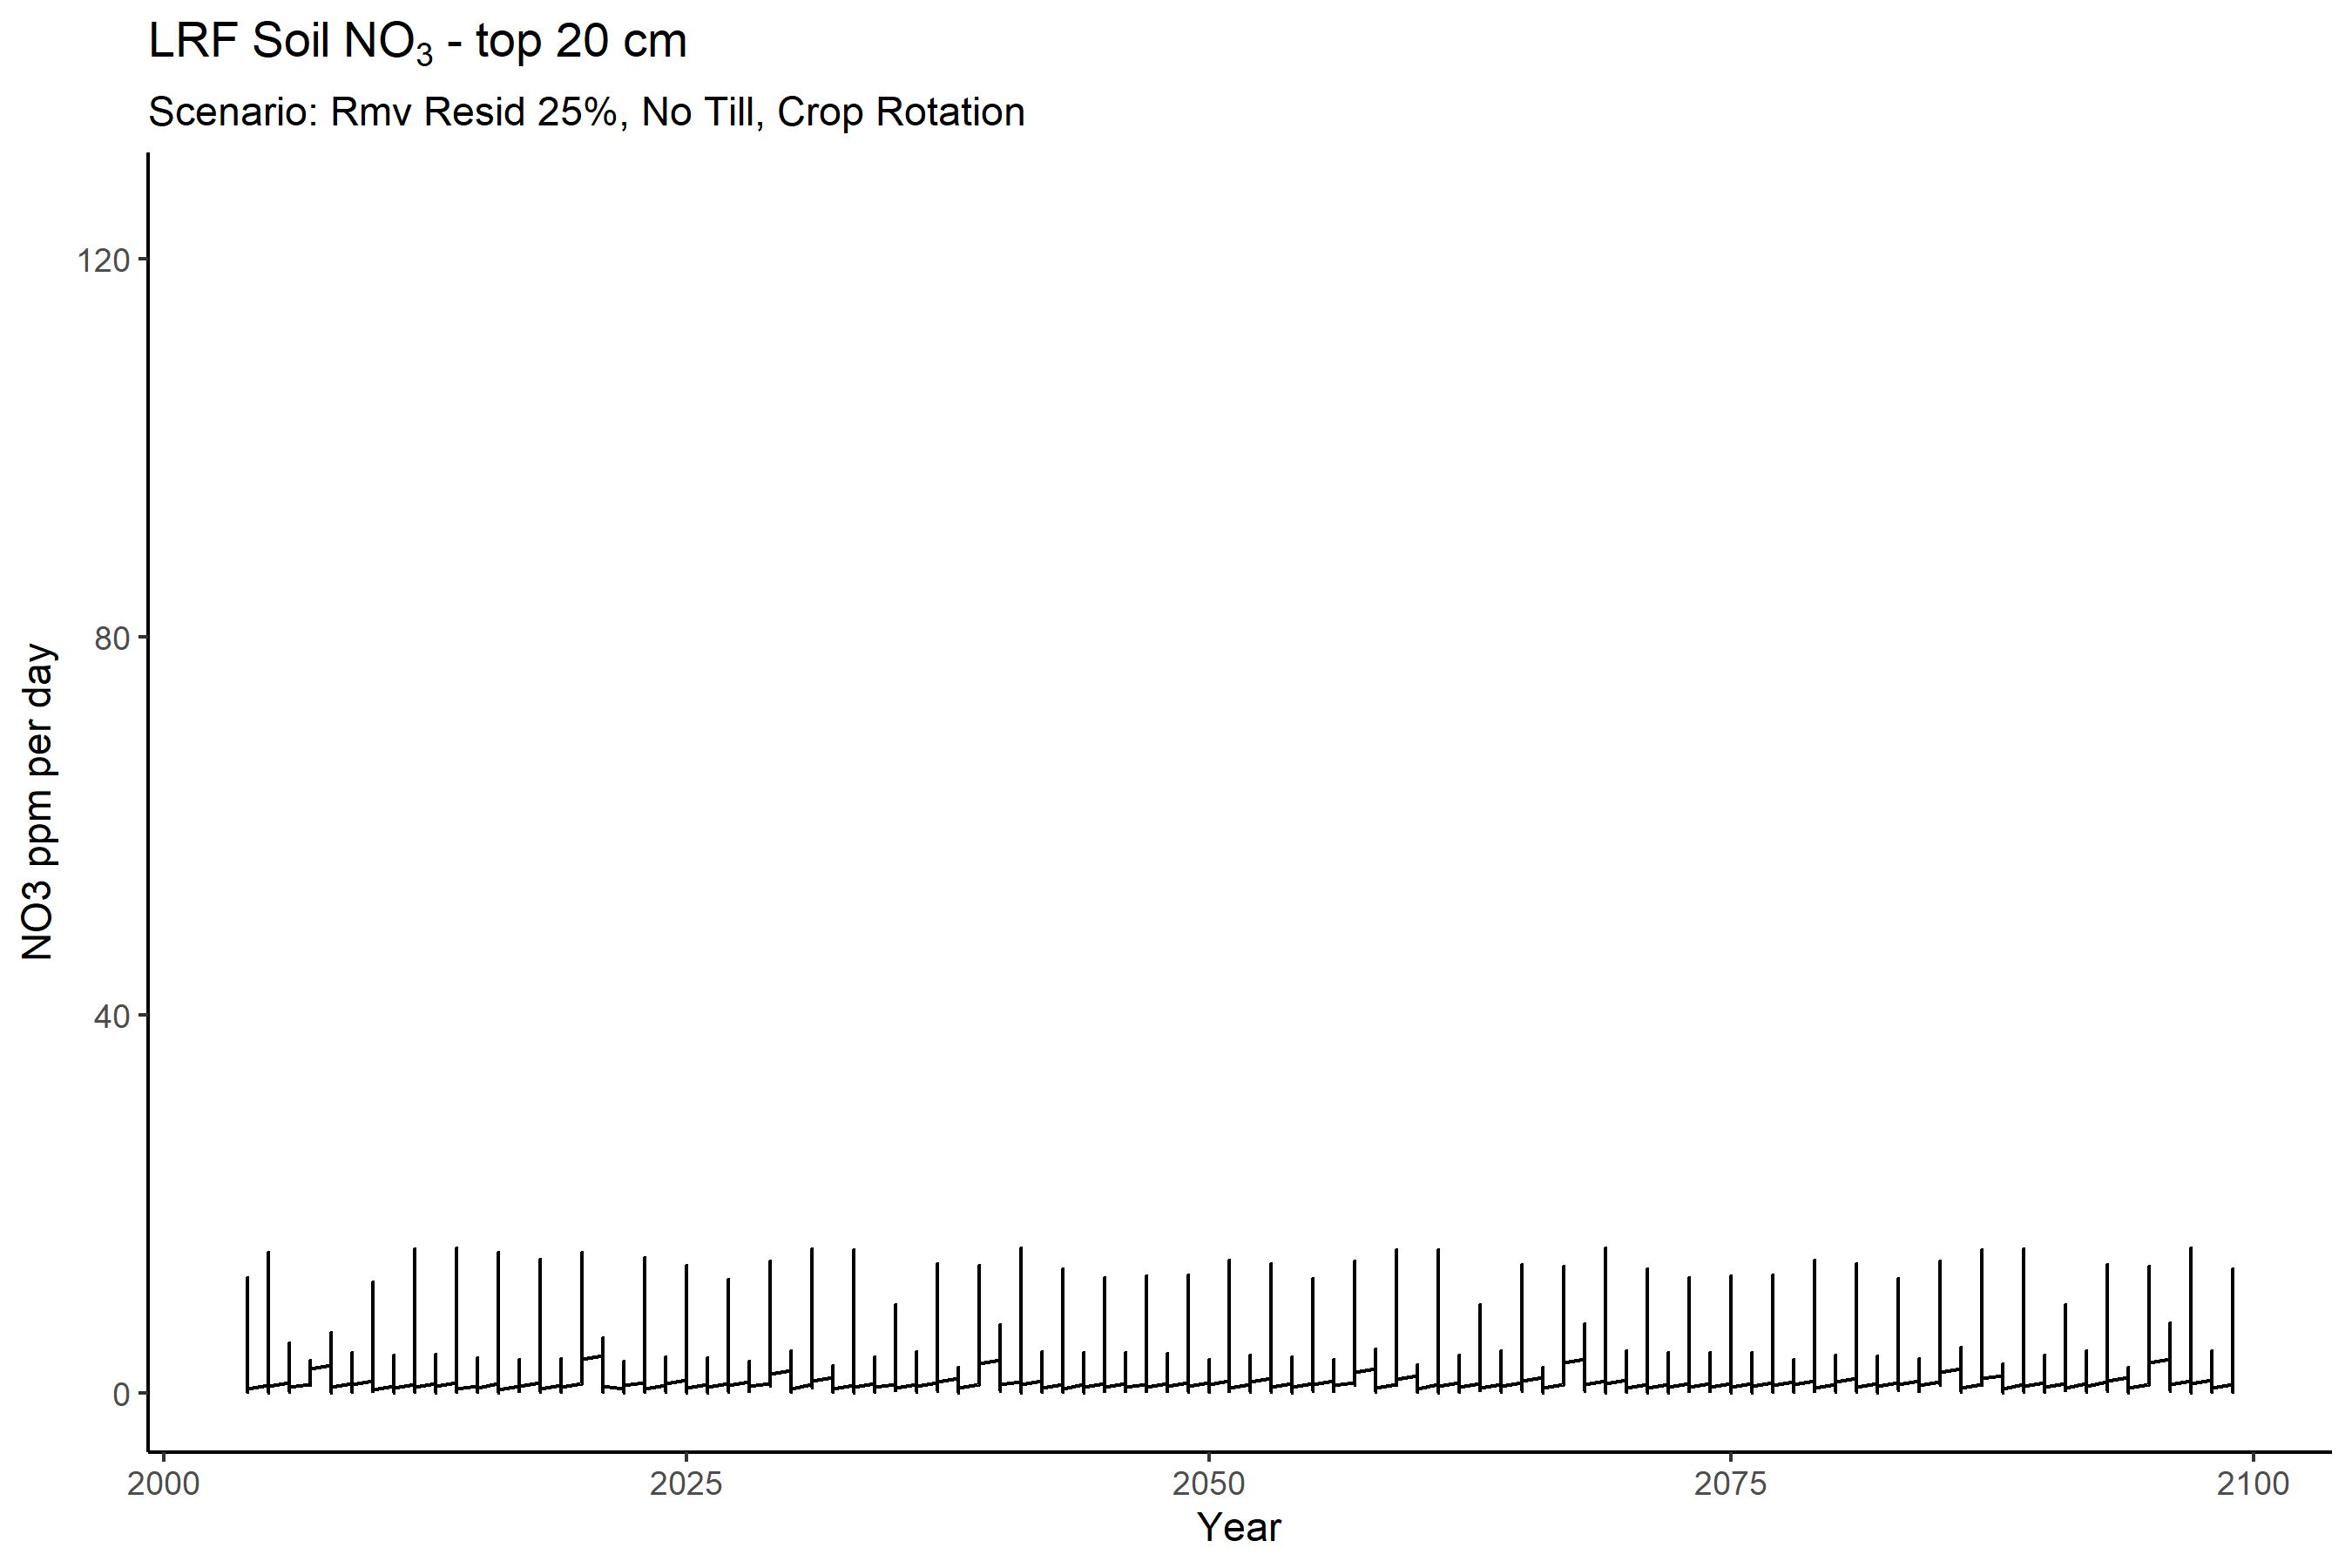 LRF Soil NO₃ - top 20 cm
Scenario: Rmv Resid 25%, No Till, Crop Rotation
NO3 ppm per day
120
80
40
0
2000 2025 2050 2075 2100
Year